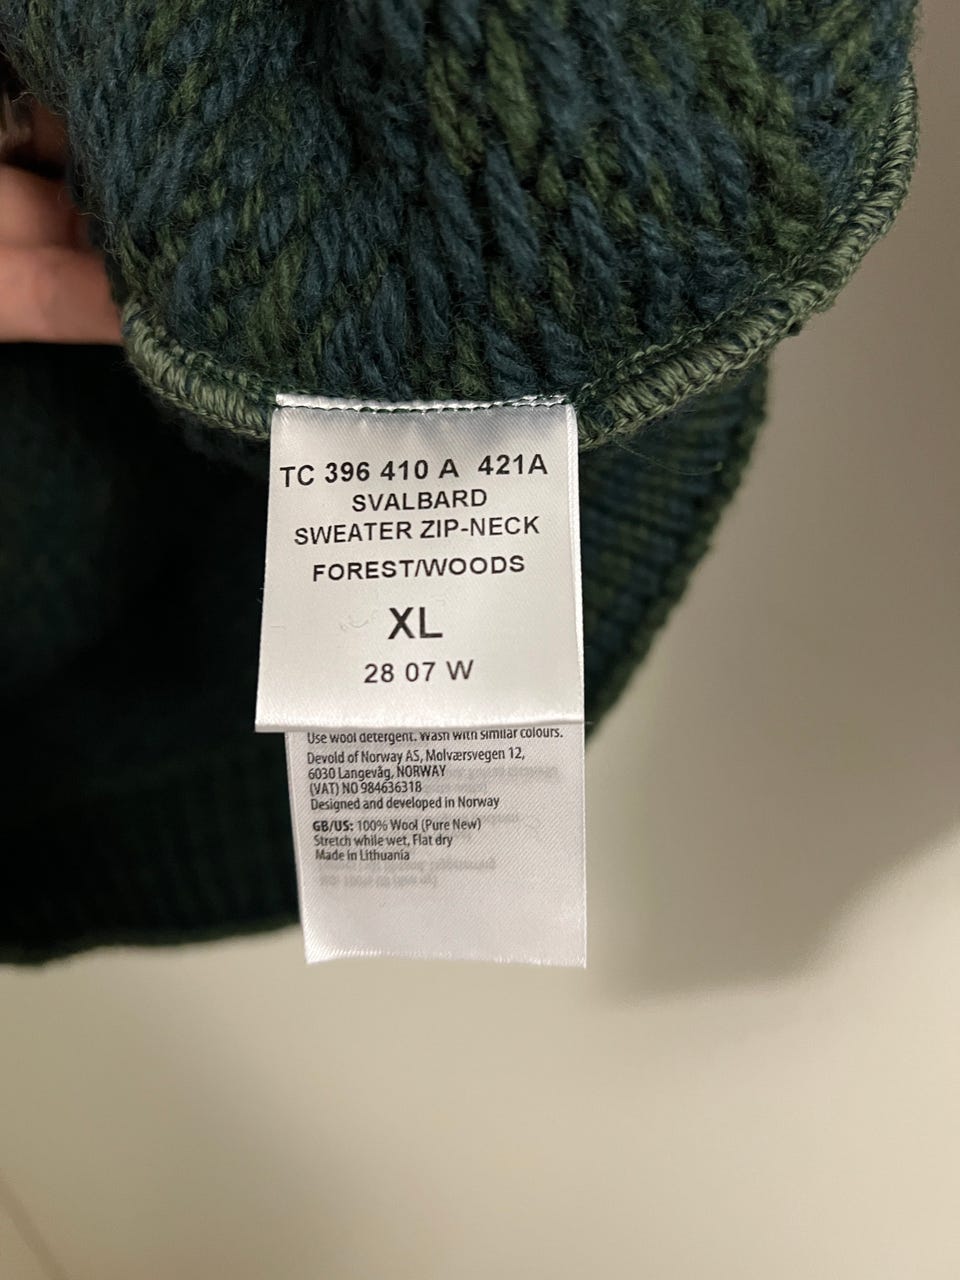 TC 396 410 A 421A
SVALBARD
SWEATER ZIP-NECK
FOREST/WOODS
XL
28 07 W
Use wool detergent. Wash with similar colours.
Devold of Norway AS, Molværsvegen 12,
6030 Langevåg, NORWAY
(VAT) NO 984636318
Designed and developed in Norway
GB/US: 100% Wool (Pure New)
Stretch while wet, Flat dry
Made in Lithuania